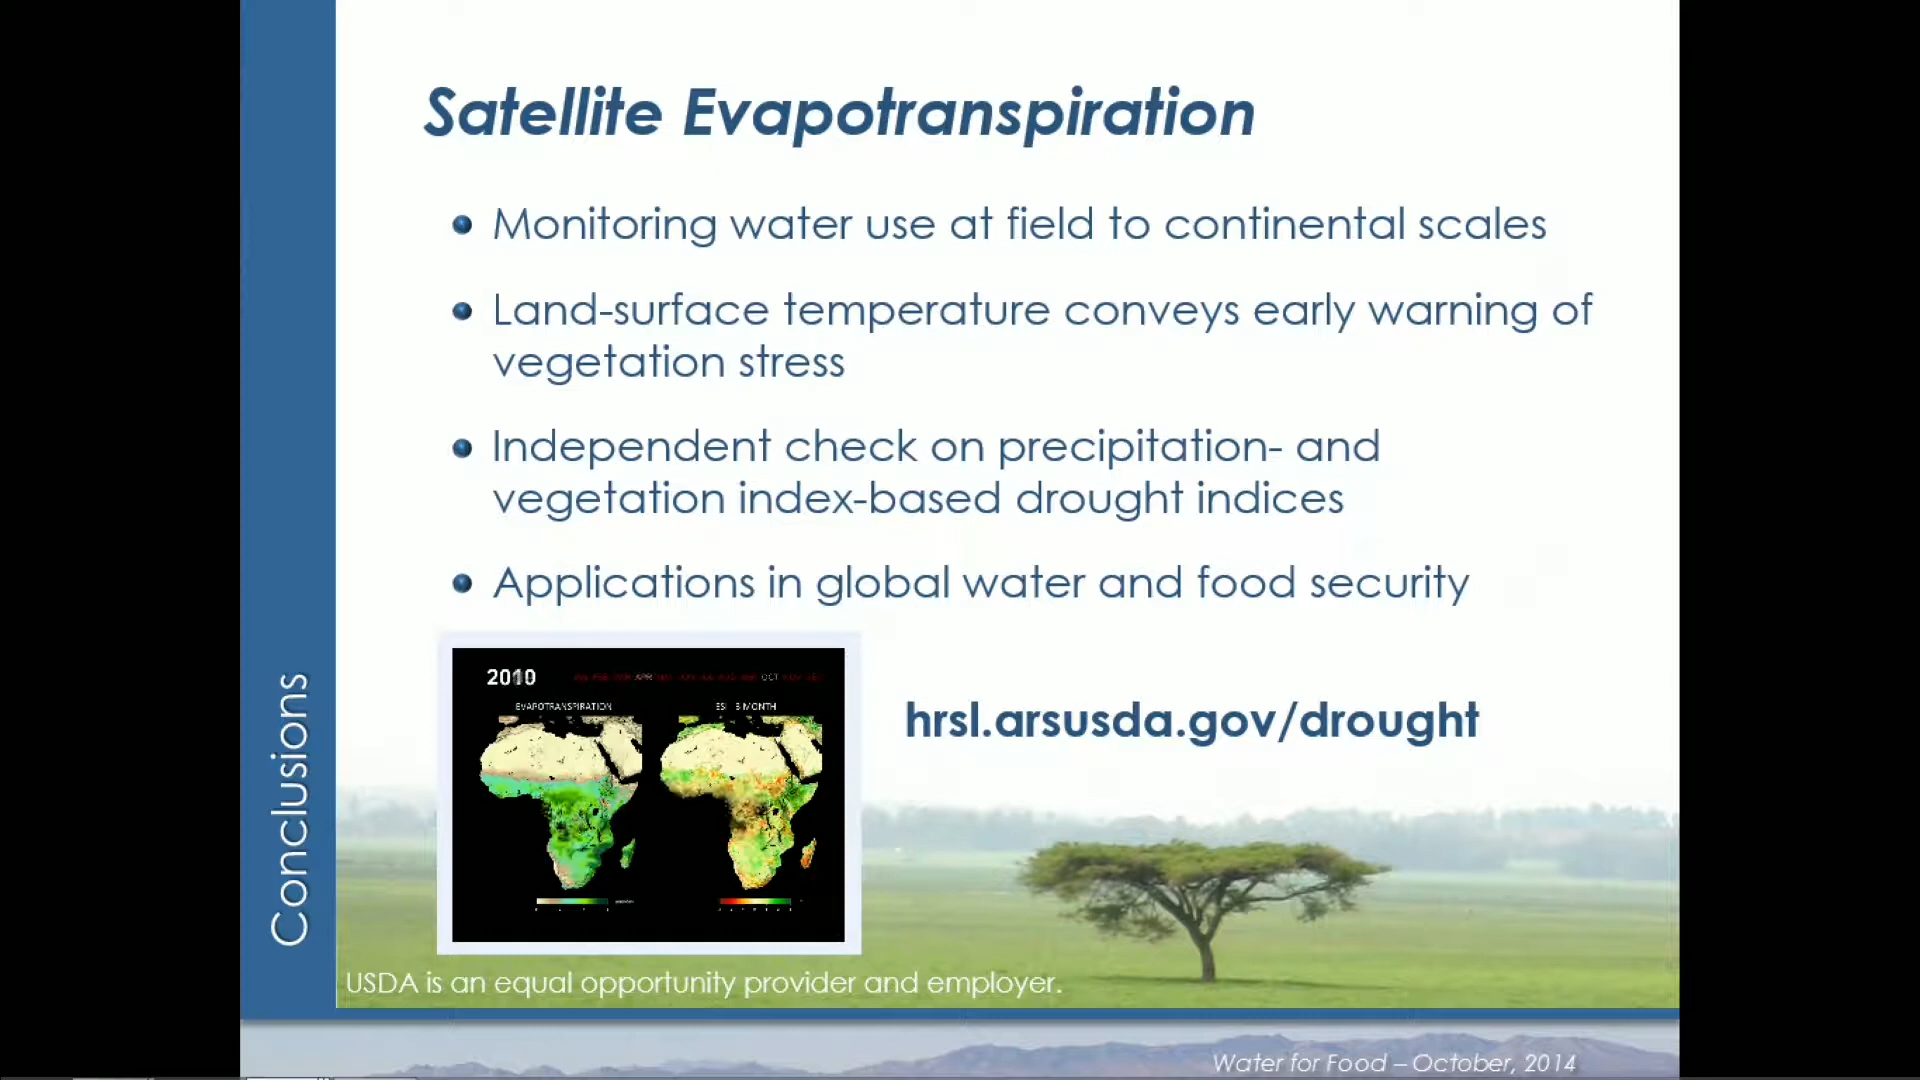 Satellite Evapotranspiration
Monitoring water use at field to continental scales
Land-surface temperature conveys early warning of
vegetation stress
Independent check on precipitation- and
vegetation index-based drought indices
Applications in global water and food security
2010
APR OCT
EVAPOTRANSPIRATION
MONTH
hrsl.arsusda.gov/drought
Conclusions
USDA is an equal opportunity provider and employer.
Water for Food – October, 2014